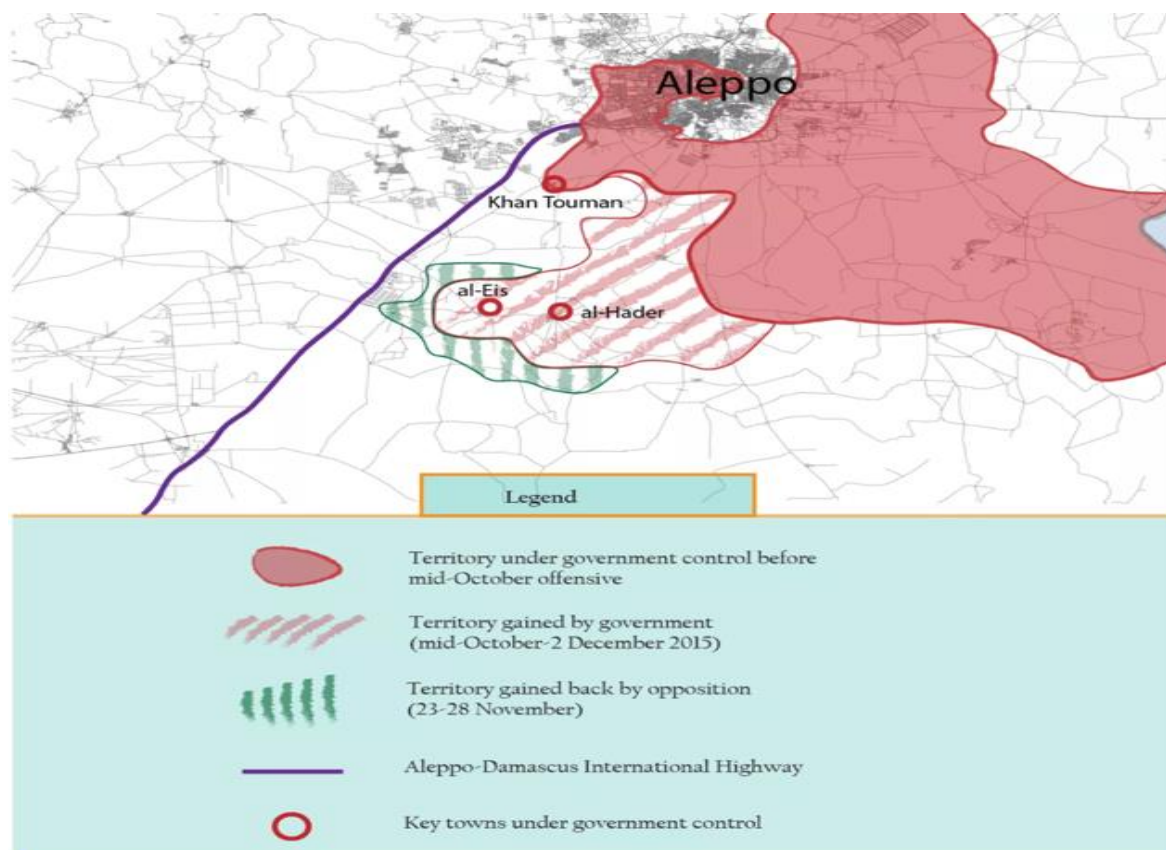 Aleppo
Khan Touman
al-Eis
al-Hader
Legend
Territory under government control before
mid-October offensive
Territory gained by government
(mid-October-2 December 2015)
Territory gained back by opposition
(23-28 November)
Aleppo-Damascus International Highway
Key towns under government control